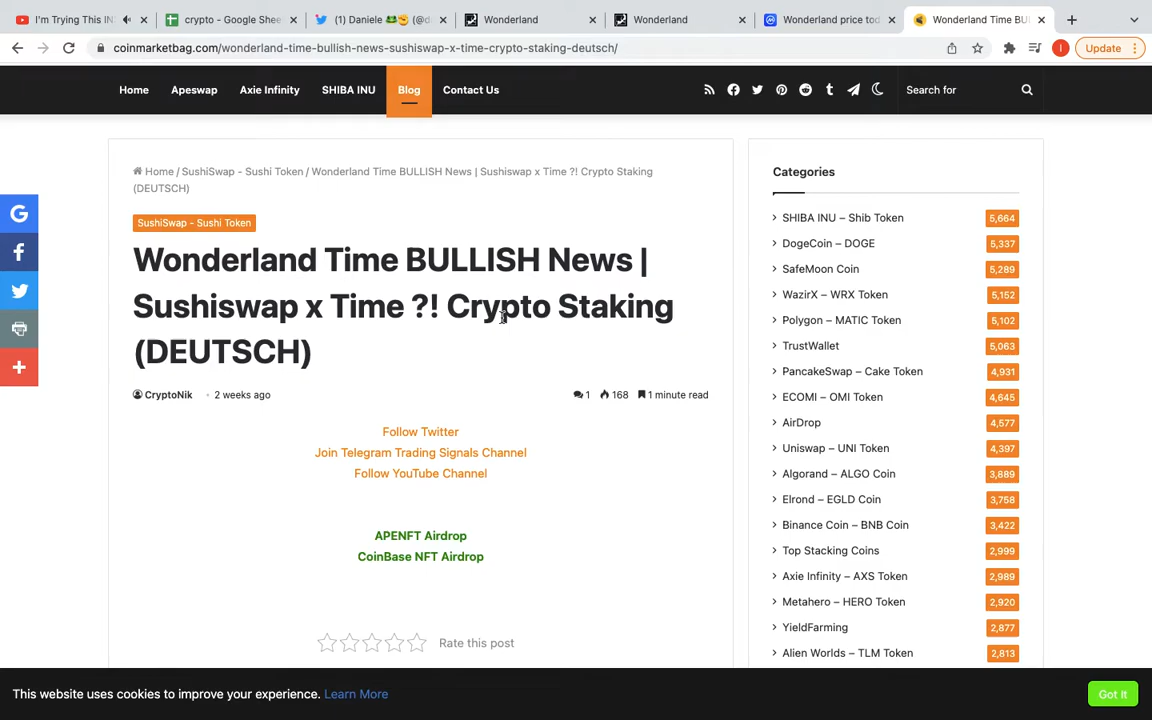 I'm Trying This IN
crypto - Google Shee
(1) Daniele 🐸✊ (@d
Wonderland
Wonderland
Wonderland price tod
Wonderland Time BUL
coinmarketbag.com/wonderland-time-bullish-news-sushiswap-x-time-crypto-staking-deutsch/
I
Update
Home
Apeswap
Axie Infinity
SHIBA INU
Blog
Contact Us
Search for
Home / SushiSwap - Sushi Token / Wonderland Time BULLISH News | Sushiswap x Time ?! Crypto Staking
(DEUTSCH)
SushiSwap - Sushi Token
Wonderland Time BULLISH News |
Sushiswap x Time ?! Crypto Staking
(DEUTSCH)
CryptoNik • 2 weeks ago 1 168 1 minute read
Follow Twitter
Join Telegram Trading Signals Channel
Follow YouTube Channel
APENFT Airdrop
CoinBase NFT Airdrop
Rate this post
Categories
SHIBA INU – Shib Token 5,664
DogeCoin – DOGE 5,337
SafeMoon Coin 5,289
WazirX – WRX Token 5,152
Polygon – MATIC Token 5,102
TrustWallet 5,063
PancakeSwap – Cake Token 4,931
ECOMI – OMI Token 4,645
AirDrop 4,577
Uniswap – UNI Token 4,397
Algorand – ALGO Coin 3,889
Elrond – EGLD Coin 3,758
Binance Coin – BNB Coin 3,422
Top Stacking Coins 2,999
Axie Infinity – AXS Token 2,989
Metahero – HERO Token 2,920
YieldFarming 2,877
Alien Worlds – TLM Token 2,813
This website uses cookies to improve your experience. Learn More
Got It